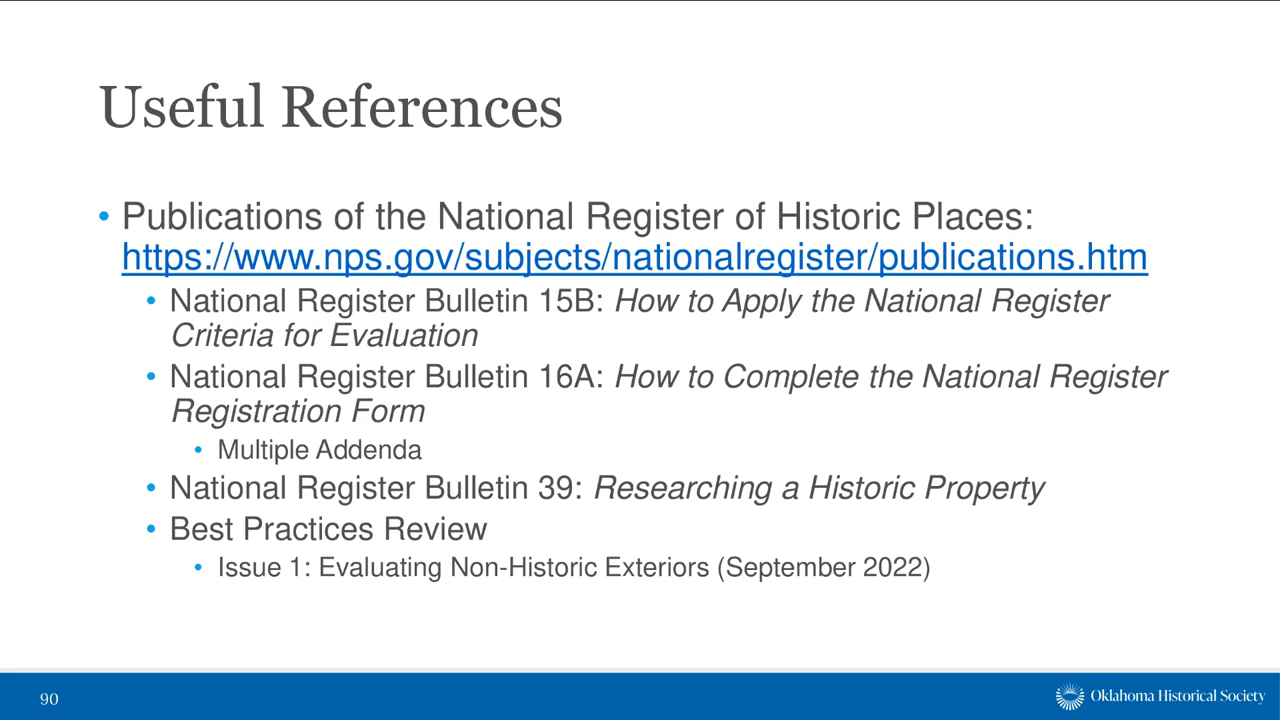 Useful References
• Publications of the National Register of Historic Places:
https://www.nps.gov/subjects/nationalregister/publications.htm
• National Register Bulletin 15B: How to Apply the National Register
Criteria for Evaluation
• National Register Bulletin 16A: How to Complete the National Register
Registration Form
• Multiple Addenda
• National Register Bulletin 39: Researching a Historic Property
• Best Practices Review
• Issue 1: Evaluating Non-Historic Exteriors (September 2022)
90
Oklahoma Historical Society